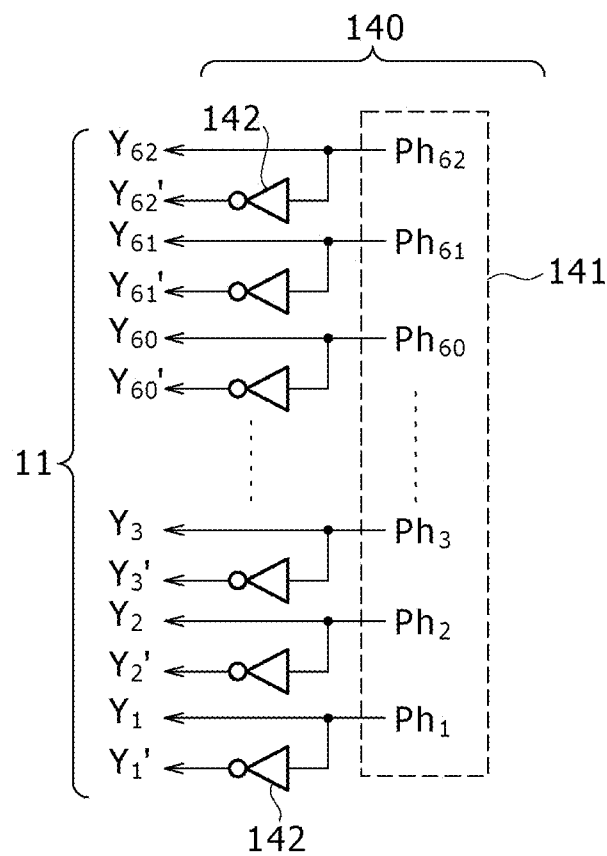 140
142
Y₆₂ Ph₆₂
Y₆₂'
Y₆₁ Ph₆₁
Y₆₁'
141
Y₆₀ Ph₆₀
Y₆₀'
11
Y₃ Ph₃
Y₃'
Y₂ Ph₂
Y₂'
Y₁ Ph₁
Y₁'
142